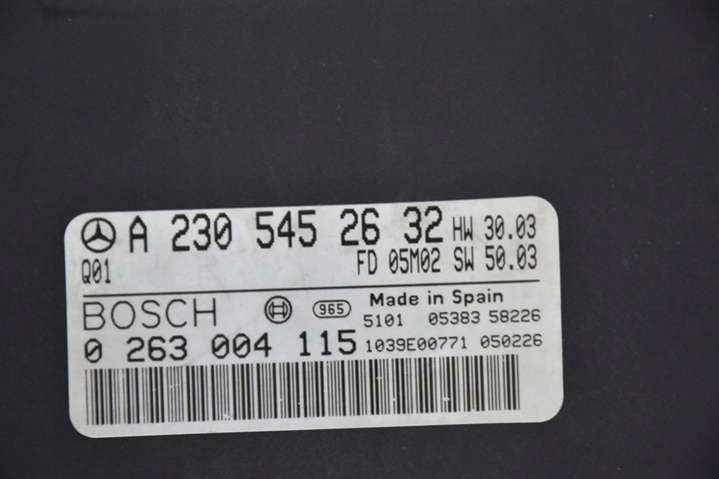 A 230 545 26 32 HW 30.03
Q01 FD 05M02 SW 50.03
BOSCH 965 Made in Spain
5101 05383 58226
0 263 004 115 1039E00771 050226